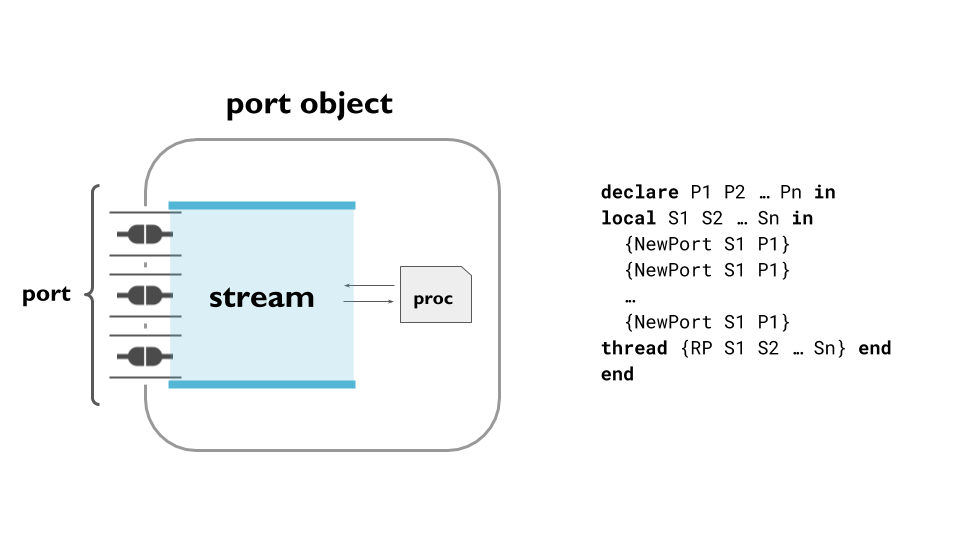 port object
port
stream
proc
declare P1 P2 … Pn in
local S1 S2 … Sn in
{NewPort S1 P1}
{NewPort S1 P1}
…
{NewPort S1 P1}
thread {RP S1 S2 … Sn} end
end